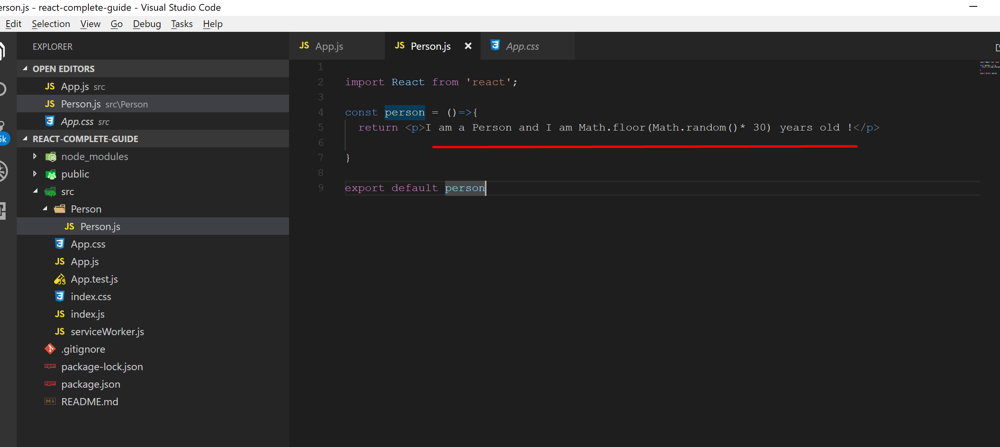 erson.js - react-complete-guide - Visual Studio Code
Edit Selection View Go Debug Tasks Help
EXPLORER
OPEN EDITORS
JS App.js src
JS Person.js src\Person
App.css src
REACT-COMPLETE-GUIDE
node_modules
public
src
Person
JS Person.js
App.css
JS App.js
App.test.js
index.css
JS index.js
JS serviceWorker.js
.gitignore
package-lock.json
package.json
README.md
5k
JS App.js JS Person.js App.css
1
2 import React from 'react';
3
4 const person = ()=>{
5 return <p>I am a Person and I am Math.floor(Math.random()* 30) years old !</p>
6
7 }
8
9 export default person